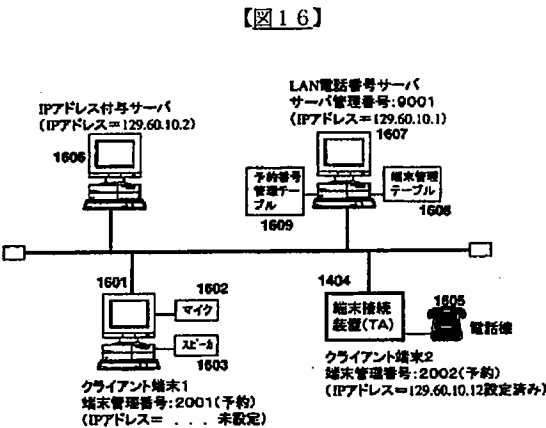 【図１６】
LAN電話番号サーバ
サーバ管理番号:9001
(IPアドレス＝129.60.10.1)
IPアドレス付与サーバ
(IPアドレス＝129.60.10.2)
1607
1606
予約番号
管理テー
ブル
端末管理
テーブル
1609
1608
1601
1602
マイク
スピーカ
1603
1404
端末接続
装置(TA)
1605
電話機
クライアント端末1
端末管理番号:2001(予約)
(IPアドレス＝ . . . 未設定)
クライアント端末2
端末管理番号:2002(予約)
(IPアドレス＝129.60.10.12設定済み)